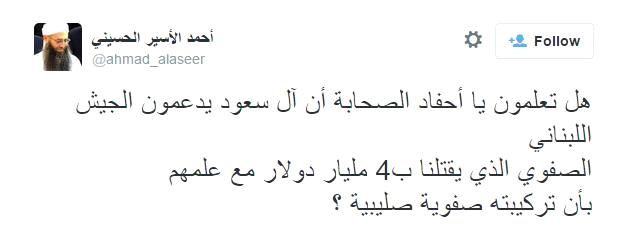 أحمد الأسير الحسيني
@ahmad_alaseer
Follow
هل تعلمون يا أحفاد الصحابة أن آل سعود يدعمون الجيش
اللبناني
الصفوي الذي يقتلنا ب4 مليار دولار مع علمهم
بأن تركيبته صفوية صليبية ؟